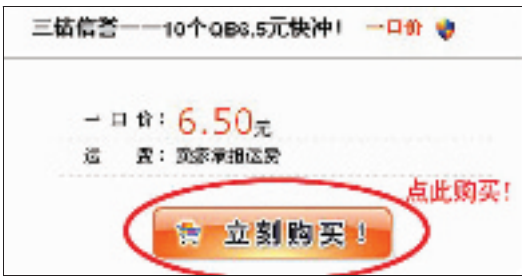 三钻信誉——10个QB6.5元快冲! 一口价
一口价: 6.50元
运 费: 卖家承担运费
点此购买!
立刻购买!